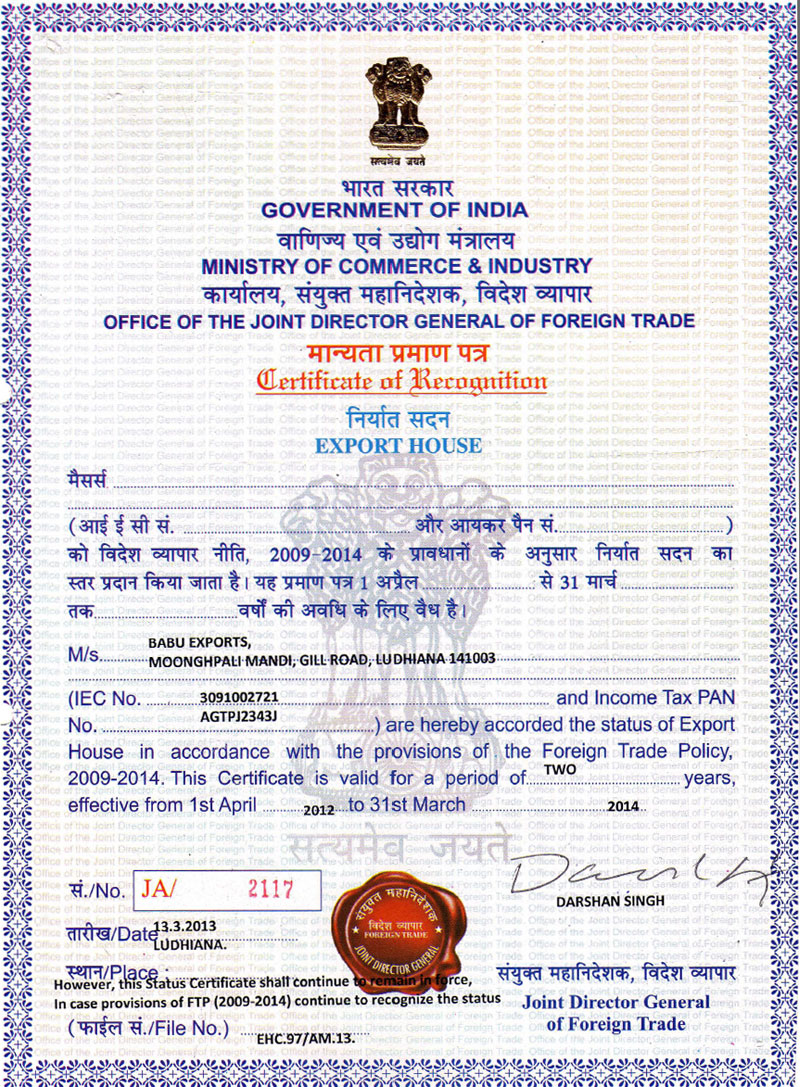 सत्यमेव जयते
भारत सरकार
GOVERNMENT OF INDIA
वाणिज्य एवं उद्योग मंत्रालय
MINISTRY OF COMMERCE & INDUSTRY
कार्यालय, संयुक्त महानिदेशक, विदेश व्यापार
OFFICE OF THE JOINT DIRECTOR GENERAL OF FOREIGN TRADE
मान्यता प्रमाण पत्र
Certificate of Recognition
निर्यात सदन
EXPORT HOUSE
मैसर्स
(आई ई सी सं. और आयकर पैन सं. )
को विदेश व्यापार नीति, 2009-2014 के प्रावधानों के अनुसार निर्यात सदन का
स्तर प्रदान किया जाता है। यह प्रमाण पत्र 1 अप्रैल से 31 मार्च
तक वर्षों की अवधि के लिए वैध है।
BABU EXPORTS,
M/s. MOONGHPALI MANDI, GILL ROAD, LUDHIANA 141003
(IEC No. 3091002721 and Income Tax PAN
No. AGTPJ2343J ) are hereby accorded the status of Export
House in accordance with the provisions of the Foreign Trade Policy,
2009-2014. This Certificate is valid for a period of TWO years,
effective from 1st April 2012 to 31st March 2014
सत्यमेव जयते
सं./No. JA/ 2117
DARSHAN SINGH
तारीख/Date 13.3.2013
LUDHIANA.
स्थान/Place :
संयुक्त महानिदेशक
विदेश व्यापार
FOREIGN TRADE
JOINT DIRECTOR GENERAL
However, this Status Certificate shall continue to remain in force,
In case provisions of FTP (2009-2014) continue to recognize the status
संयुक्त महानिदेशक, विदेश व्यापार
Joint Director General
of Foreign Trade
(फाईल सं./File No.) EHC.97/AM.13.